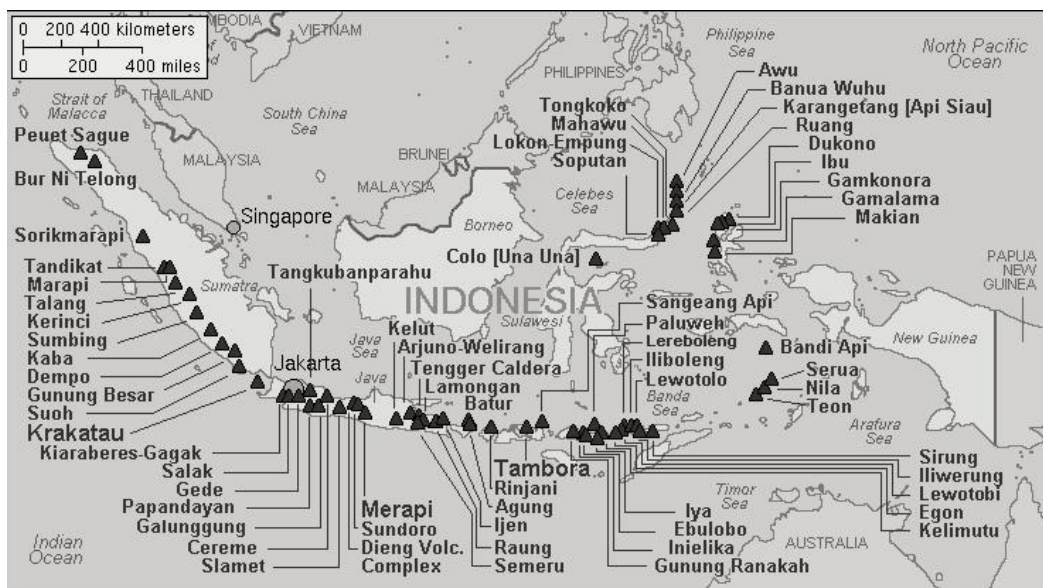 0 200 400 kilometers
0 200 400 miles
CAMBODIA
VIETNAM
THAILAND
Strait of
Malacca
South China
Sea
PHILIPPINES
Philippine
Sea
North Pacific
Ocean
Peuet Sague
Bur Ni Telong
MALAYSIA
Singapore
BRUNEI
MALAYSIA
Borneo
Celebes
Sea
Tongkoko
Mahawu
Lokon-Empung
Soputan
Awu
Banua Wuhu
Karangetang [Api Siau]
Ruang
Dukono
Ibu
Gamkonora
Gamalama
Makian
Sorikmarapi
Tandikat
Marapi
Talang
Kerinci
Sumbing
Kaba
Dempo
Gunung Besar
Suoh
Krakatau
Sumatra
Tangkubanparahu
Colo [Una Una]
INDONESIA
Sulawesi
PAPUA
NEW
GUINEA
New Guinea
Jakarta
Java
Sea
Java
Kelut
Arjuno-Welirang
Tengger Caldera
Lamongan
Batur
Sangeang Api
Paluweh
Lereboleng
Iliboleng
Lewotolo
Banda
Sea
Bandi Api
Serua
Nila
Teon
Arafura
Sea
Kiaraberes-Gagak
Salak
Gede
Papandayan
Galunggung
Cereme
Slamet
Merapi
Sundoro
Dieng Volc.
Complex
Tambora
Rinjani
Agung
Ijen
Raung
Semeru
Iya
Ebulobo
Inielika
Gunung Ranakah
Sirung
Iliwerung
Lewotobi
Egon
Kelimutu
Timor
Sea
AUSTRALIA
Indian
Ocean